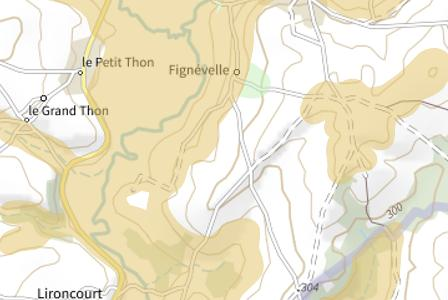 le Petit Thon
Fignévelle
le Grand Thon
300
304
Lironcourt